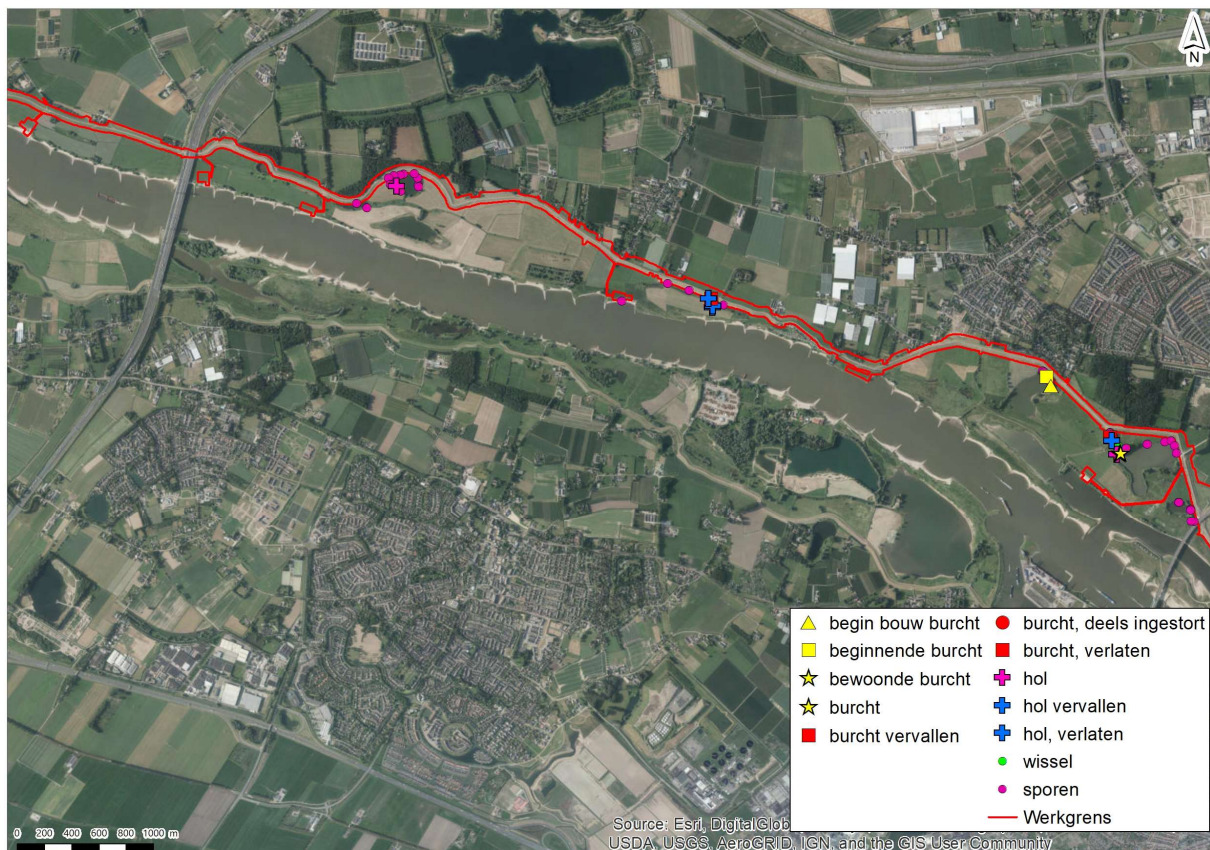 N
begin bouw burcht
beginnende burcht
bewoonde burcht
burcht
burcht vervallen
burcht, deels ingestort
burcht, verlaten
hol
hol vervallen
hol, verlaten
wissel
sporen
Werkgrens
0 200 400 600 800 1000 m
Source: Esri, DigitalGlob
USDA, USGS, AeroGRID, IGN, and the GIS User Community